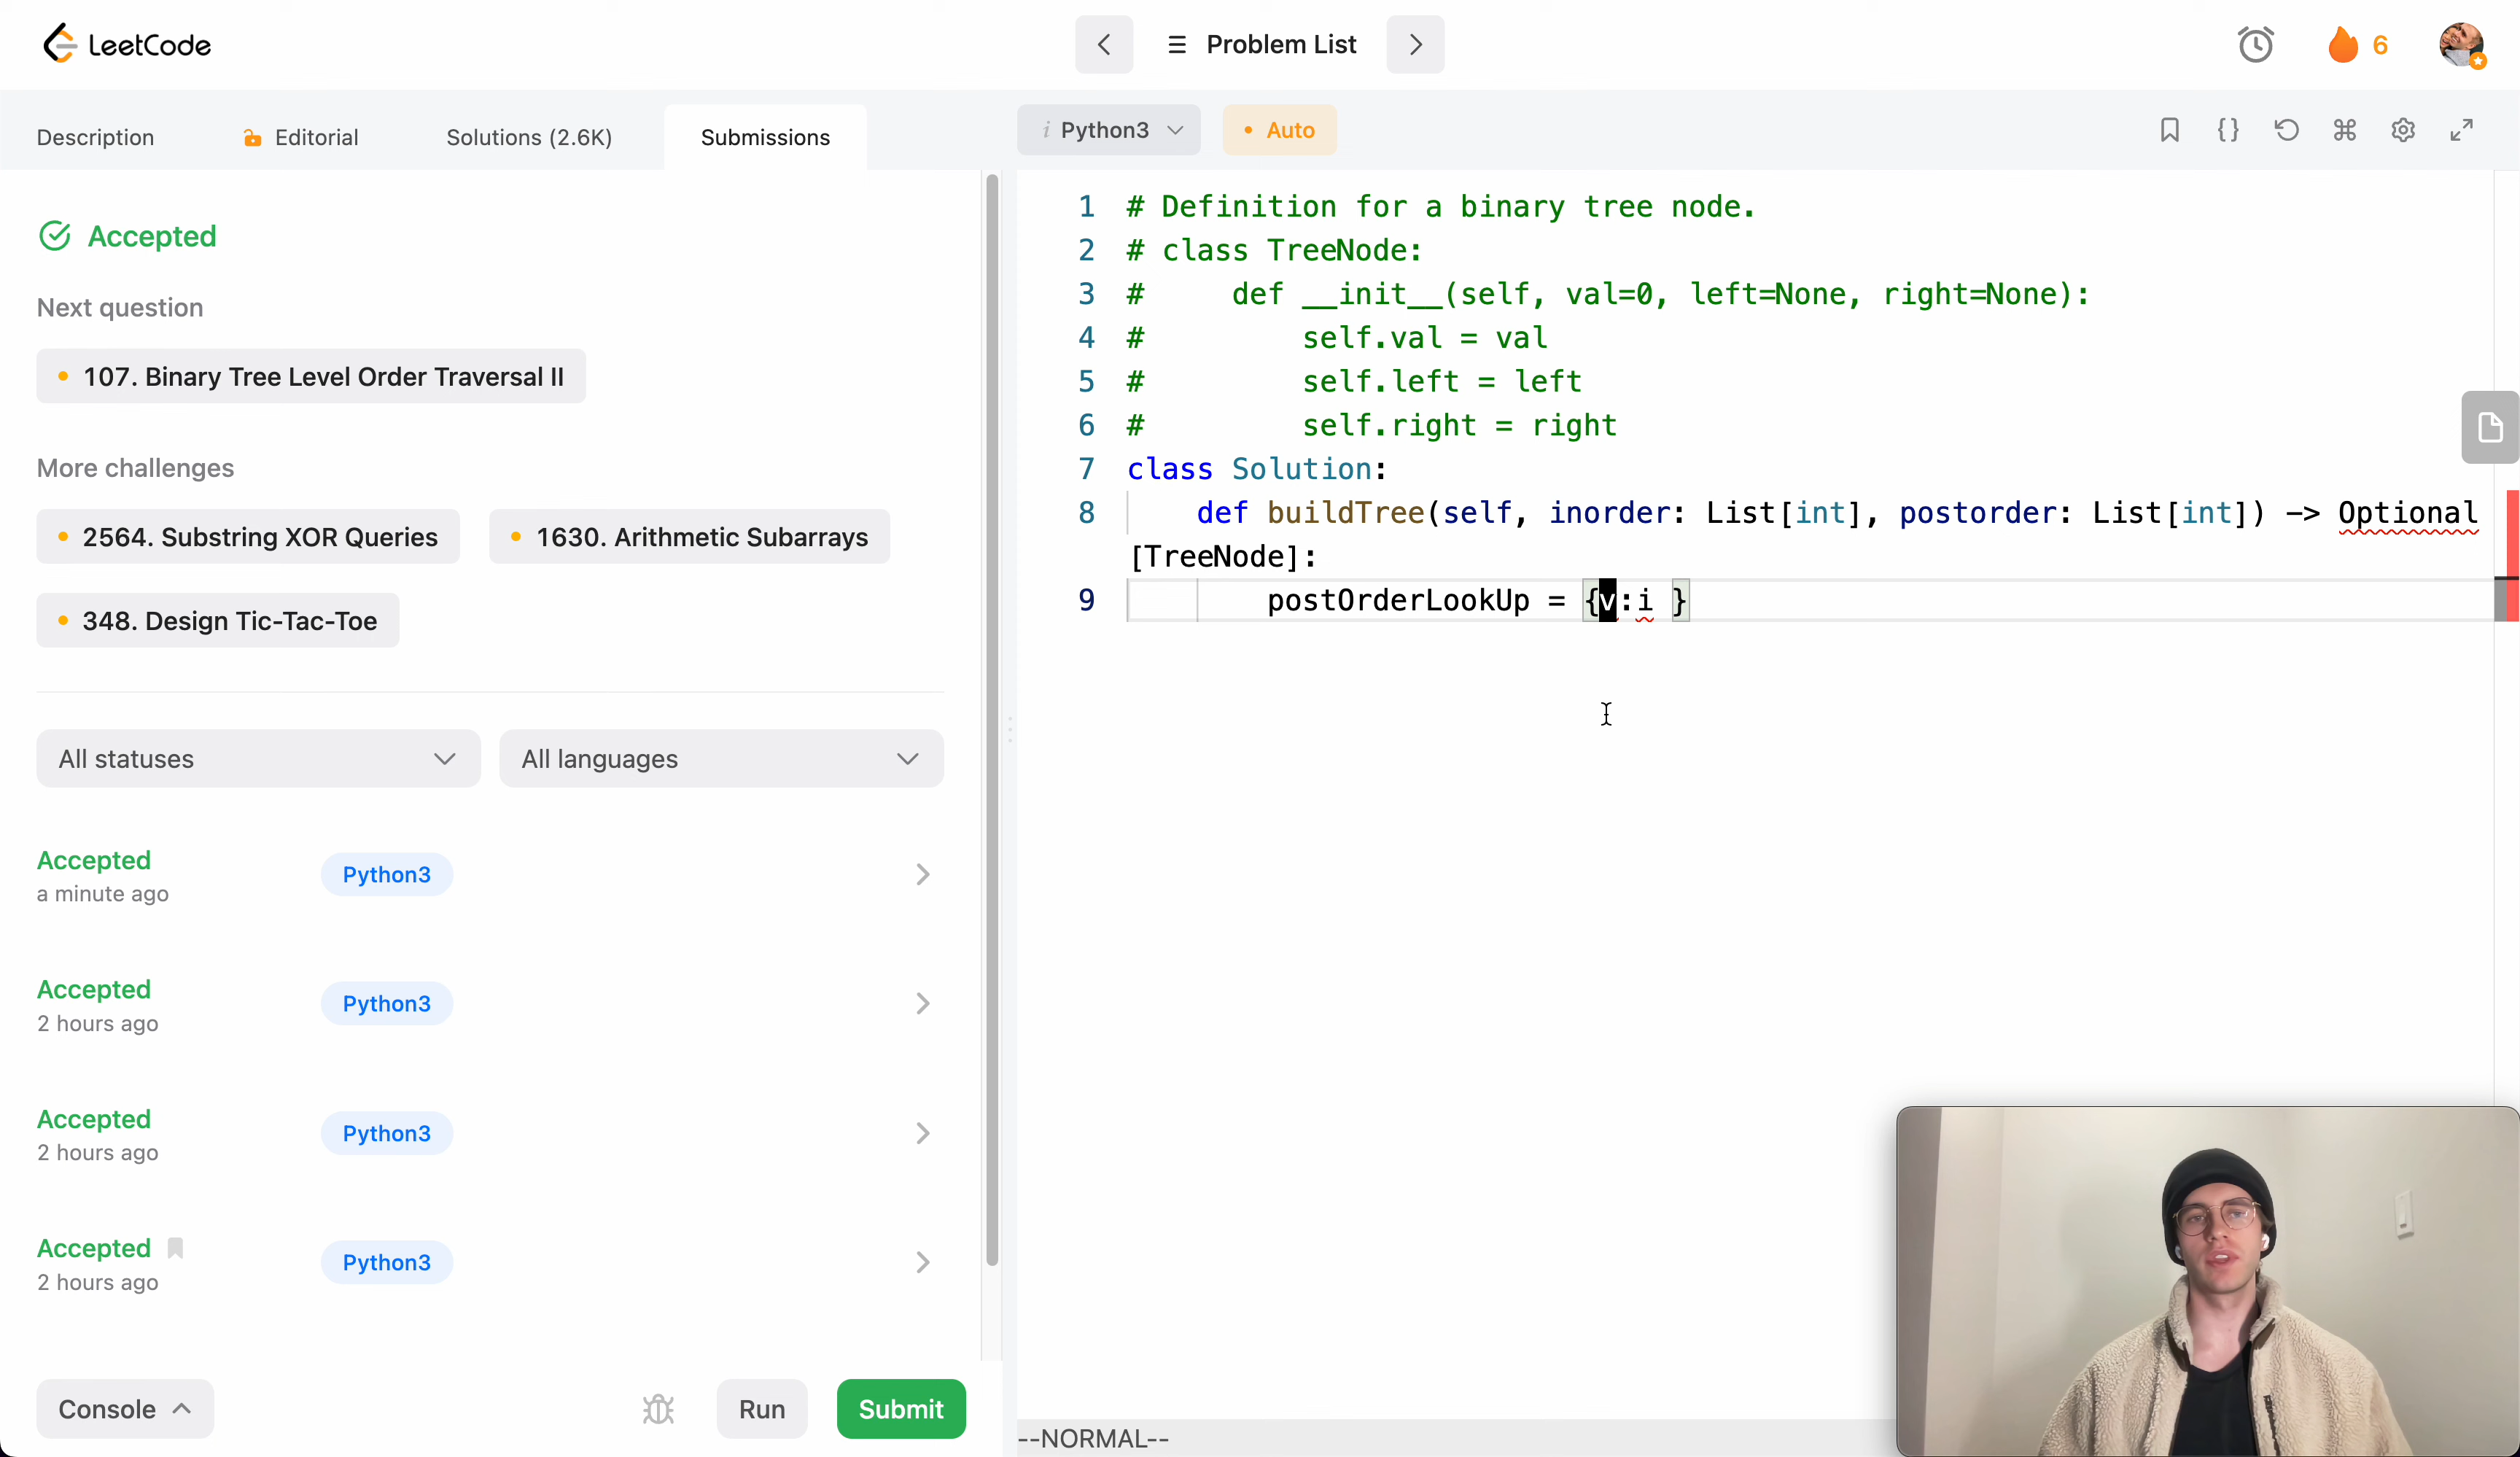 LeetCode
Problem List
6
Description
Editorial
Solutions (2.6K)
Submissions
i Python3
Auto
Accepted
Next question
107. Binary Tree Level Order Traversal II
More challenges
2564. Substring XOR Queries
1630. Arithmetic Subarrays
348. Design Tic-Tac-Toe
All statuses
All languages
Accepted
a minute ago
Python3
Accepted
2 hours ago
Python3
Accepted
2 hours ago
Python3
Accepted
2 hours ago
Python3
Console
Run
Submit
1 # Definition for a binary tree node.
2 # class TreeNode:
3 #     def __init__(self, val=0, left=None, right=None):
4 #         self.val = val
5 #         self.left = left
6 #         self.right = right
7 class Solution:
8     def buildTree(self, inorder: List[int], postorder: List[int]) -> Optional
[TreeNode]:
9         postOrderLookUp = {v:i }
--NORMAL--